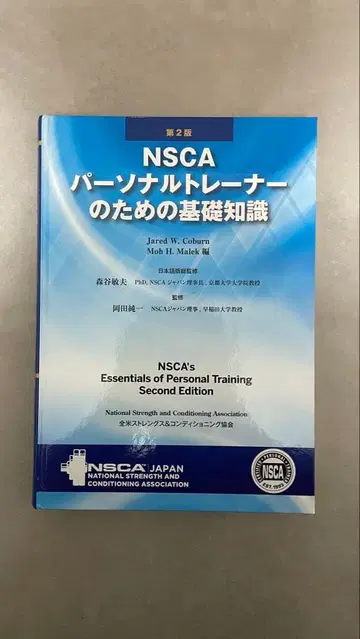 第2版
NSCA
パーソナルトレーナー
のための基礎知識
Jared W. Coburn
Moh H. Malek 編
日本語版総監修
森谷敏夫 PhD, NSCAジャパン理事長, 京都大学大学院教授
監修
岡田純一 NSCAジャパン理事, 早稲田大学教授
NSCA's
Essentials of Personal Training
Second Edition
National Strength and Conditioning Association
全米ストレングス&コンディショニング協会
NSCA JAPAN
NATIONAL STRENGTH AND
CONDITIONING ASSOCIATION
NSCA
EST. 1993